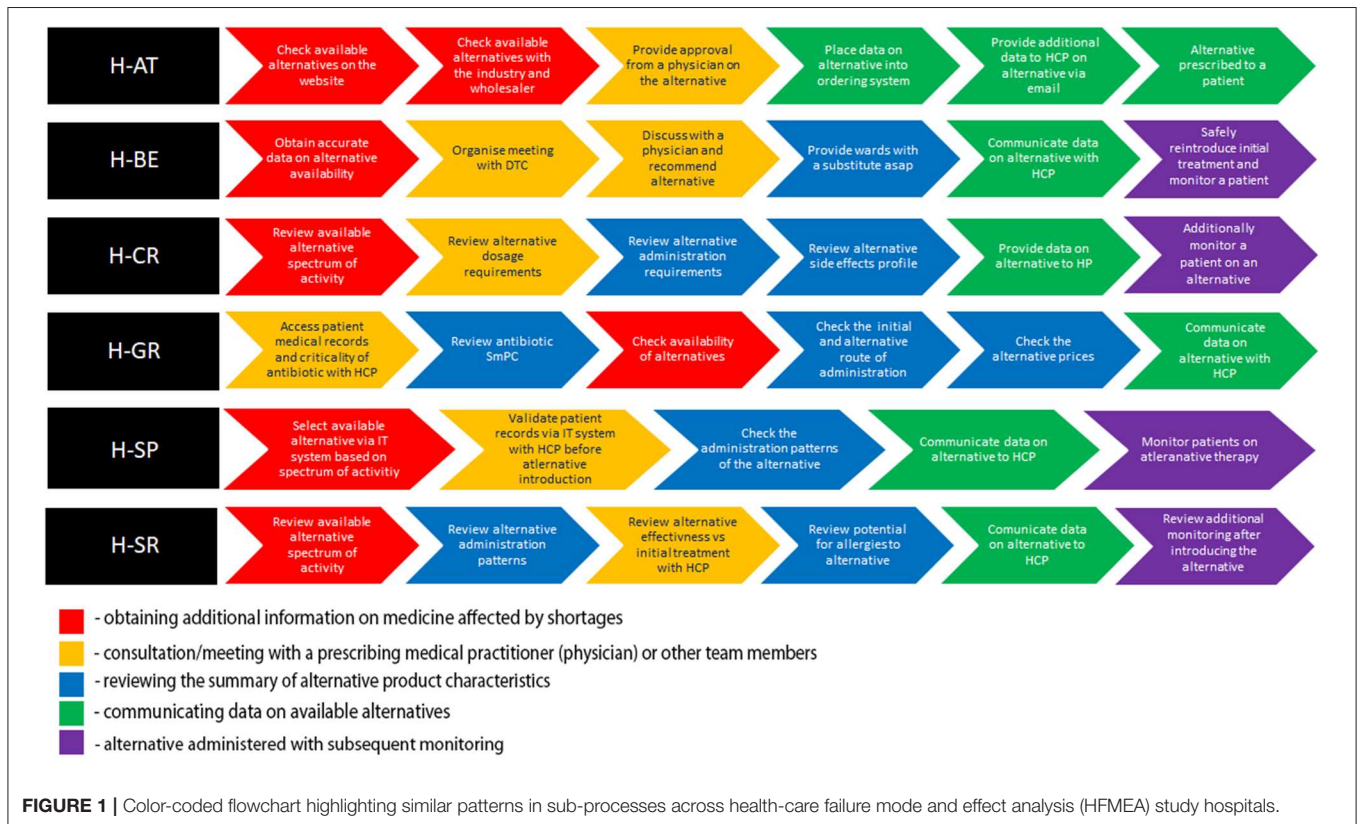 H-AT
Check available
alternatives on the
website
Check available
alternatives with
the industry and
wholesaler
Provide approval
from a physician on
the alternative
Place data on
alternative into
ordering system
Provide additional
data to HCP on
alternative via
email
Alternative
prescribed to a
patient
H-BE
Obtain accurate
data on alternative
availability
Organise meeting
with DTC
Discuss with a
physician and
recommend
alternative
Provide wards with
a substitute asap
Communicate data
on alternative with
HCP
Safely
reintroduce initial
treatment and
monitor a patient
H-CR
Review available
alternative
spectrum of
activity
Review alternative
dosage
requirements
Review alternative
administration
requirements
Review alternative
side effects profile
Provide data on
alternative to HP
Additionally
monitor a
patient on an
alternative
H-GR
Access patient
medical records
and criticality of
antibiotic with HCP
Review antibiotic
SmPC
Check availability
of alternatives
Check the initial
and alternative
route of
administration
Check the
alternative prices
Communicate
data on
alternative with
HCP
H-SP
Select available
alternative via IT
system based on
spectrum of activitiy
Validate patient
records via IT system
with HCP before
atlernative
introduction
Check the
administration patterns
of the alternative
Communicate data on
alternative to HCP
Monitor patients on
atleranative therapy
H-SR
Review available
alternative
spectrum of
activity
Review alternative
administration
patterns
Review alternative
effectivness vs
initial treatment
with HCP
Review potential
for allergies to
alternative
Comunicate data
on alternative to
HCP
Review additional
monitoring after
introducing the
alternative
- obtaining additional information on medicine affected by shortages
- consultation/meeting with a prescribing medical practitioner (physician) or other team members
- reviewing the summary of alternative product characteristics
- communicating data on available alternatives
- alternative administered with subsequent monitoring
FIGURE 1 | Color-coded flowchart highlighting similar patterns in sub-processes across health-care failure mode and effect analysis (HFMEA) study hospitals.